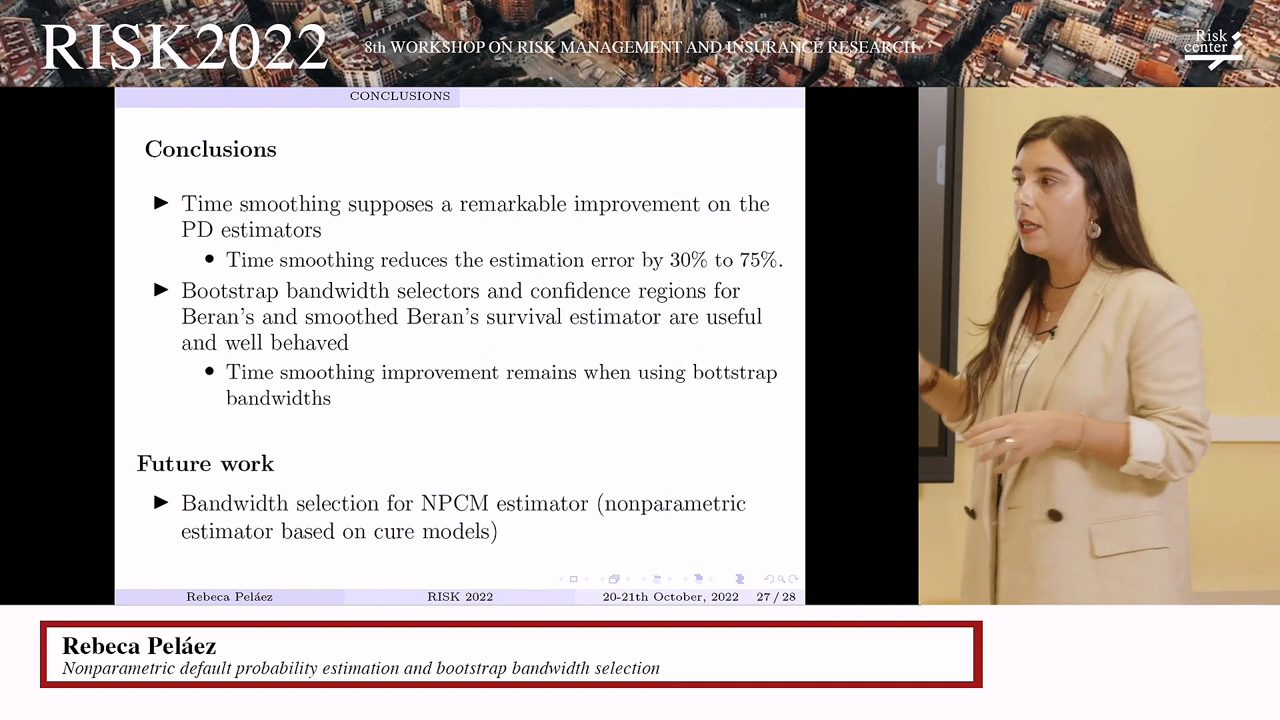 RISK2022
8th WORKSHOP ON RISK MANAGEMENT AND INSURANCE RESEARCH
Risk
center
CONCLUSIONS
Conclusions
► Time smoothing supposes a remarkable improvement on the
PD estimators
• Time smoothing reduces the estimation error by 30% to 75%.
► Bootstrap bandwidth selectors and confidence regions for
Beran's and smoothed Beran's survival estimator are useful
and well behaved
• Time smoothing improvement remains when using bottstrap
bandwidths
Future work
► Bandwidth selection for NPCM estimator (nonparametric
estimator based on cure models)
Rebeca Peláez RISK 2022 20-21th October, 2022 27 / 28
Rebeca Peláez
Nonparametric default probability estimation and bootstrap bandwidth selection